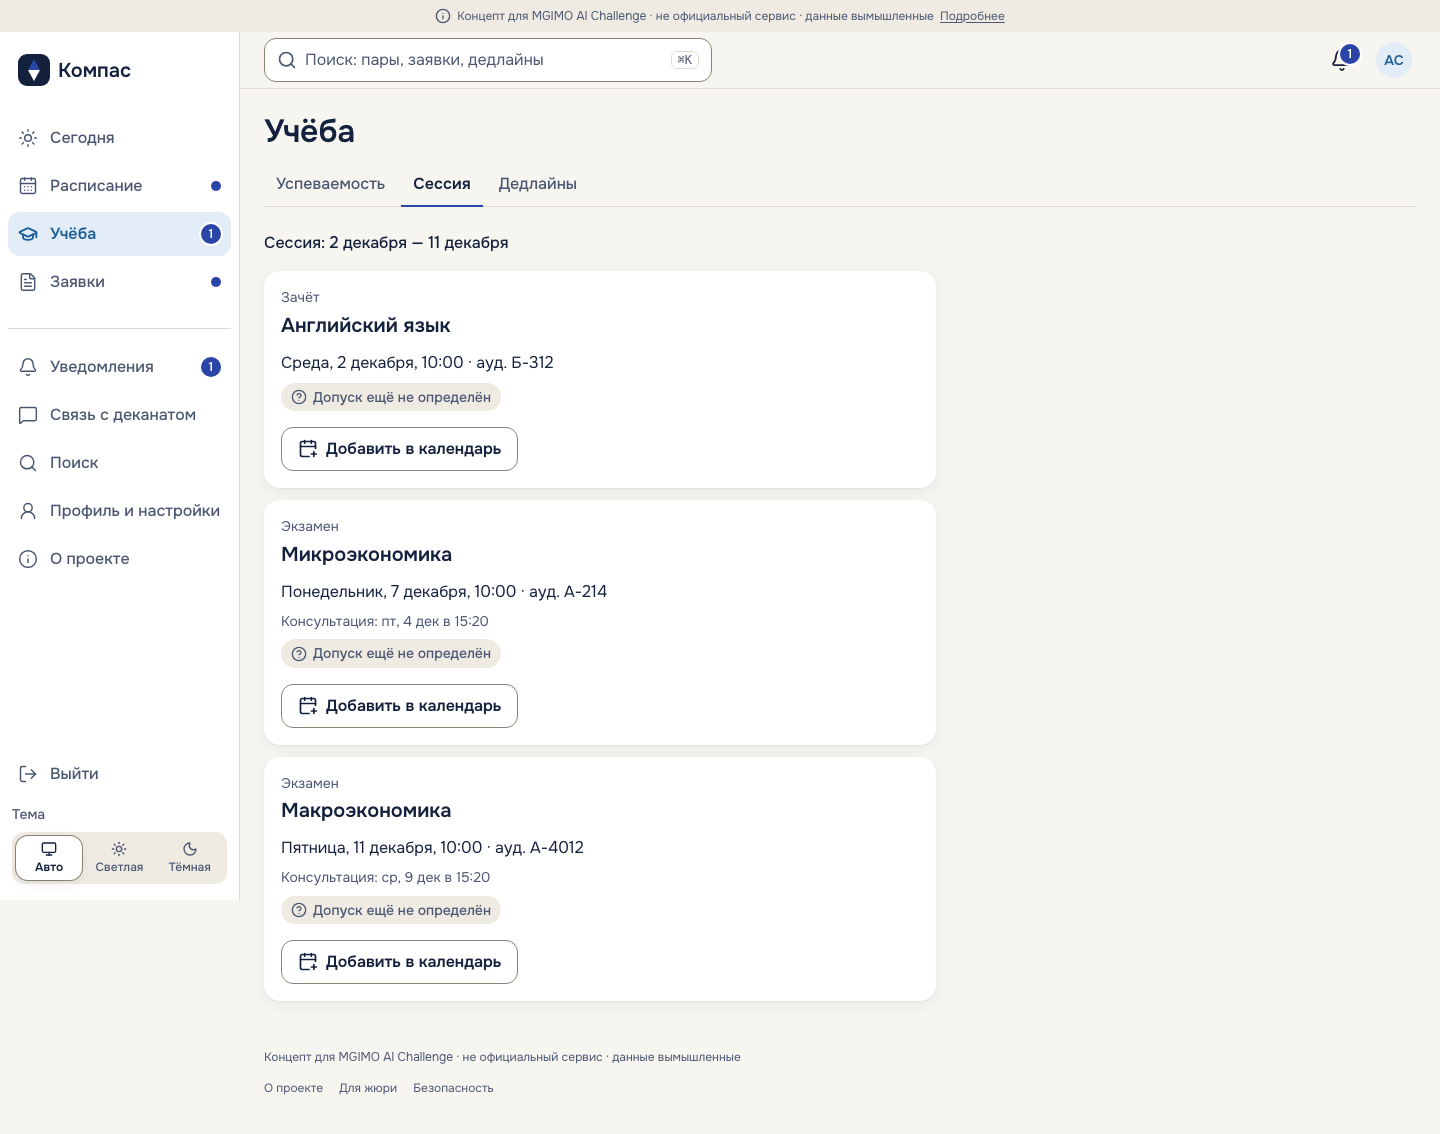 Концепт для MGIMO AI Challenge · не официальный сервис · данные вымышленные Подробнее
Компас
Поиск: пары, заявки, дедлайны
⌘K
1
АС
Сегодня
Расписание
Учёба
1
Заявки
Уведомления
1
Связь с деканатом
Поиск
Профиль и настройки
О проекте
Выйти
Тема
Авто
Светлая
Тёмная
Учёба
Успеваемость
Сессия
Дедлайны
Сессия: 2 декабря — 11 декабря
Зачёт
Английский язык
Среда, 2 декабря, 10:00 · ауд. Б-312
Допуск ещё не определён
Добавить в календарь
Экзамен
Микроэкономика
Понедельник, 7 декабря, 10:00 · ауд. А-214
Консультация: пт, 4 дек в 15:20
Допуск ещё не определён
Добавить в календарь
Экзамен
Макроэкономика
Пятница, 11 декабря, 10:00 · ауд. А-4012
Консультация: ср, 9 дек в 15:20
Допуск ещё не определён
Добавить в календарь
Концепт для MGIMO AI Challenge · не официальный сервис · данные вымышленные
О проекте
Для жюри
Безопасность